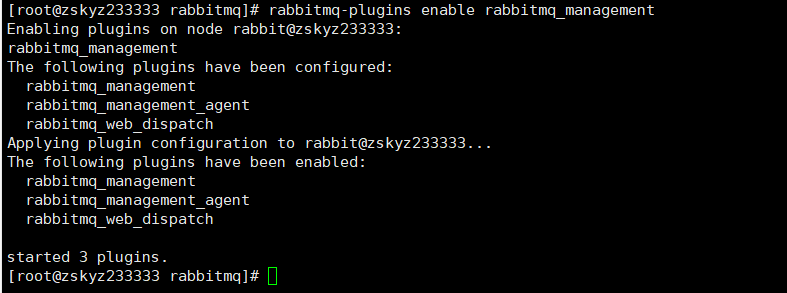 [root@zskyz233333 rabbitmq]# rabbitmq-plugins enable rabbitmq_management
Enabling plugins on node rabbit@zskyz233333:
rabbitmq_management
The following plugins have been configured:
  rabbitmq_management
  rabbitmq_management_agent
  rabbitmq_web_dispatch
Applying plugin configuration to rabbit@zskyz233333...
The following plugins have been enabled:
  rabbitmq_management
  rabbitmq_management_agent
  rabbitmq_web_dispatch

started 3 plugins.
[root@zskyz233333 rabbitmq]#